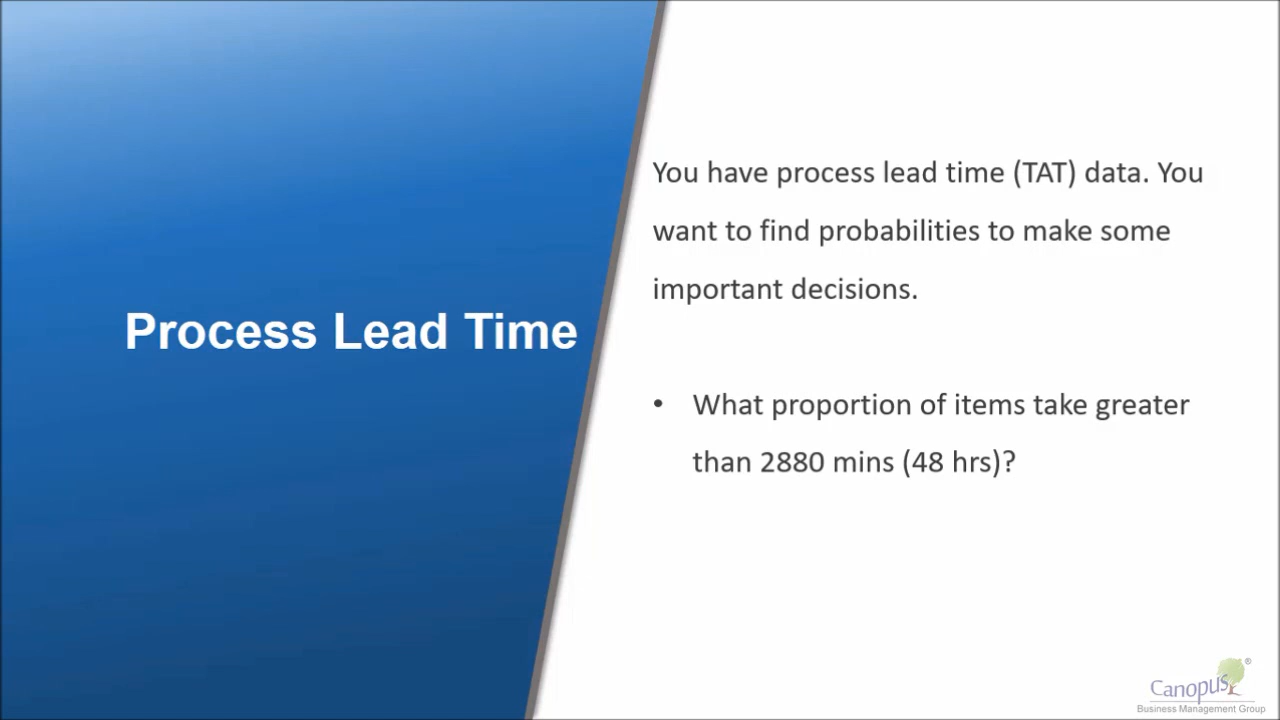 Process Lead Time
You have process lead time (TAT) data. You
want to find probabilities to make some
important decisions.
• What proportion of items take greater
than 2880 mins (48 hrs)?
Canopus®
Business Management Group